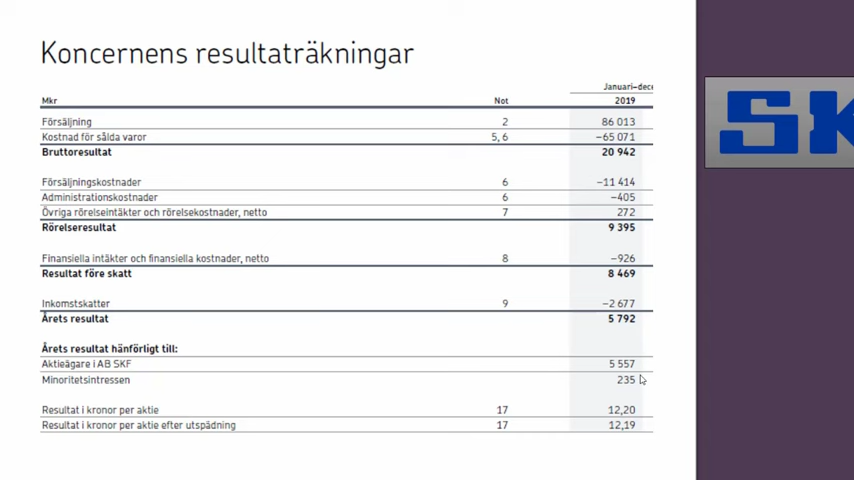 Koncernens resultaträkningar
Januari–dece
Mkr Not 2019
Försäljning 2 86 013
Kostnad för sålda varor 5, 6 −65 071
Bruttoresultat 20 942
Försäljningskostnader 6 −11 414
Administrationskostnader 6 −405
Övriga rörelseintäkter och rörelsekostnader, netto 7 272
Rörelseresultat 9 395
Finansiella intäkter och finansiella kostnader, netto 8 −926
Resultat före skatt 8 469
Inkomstskatter 9 −2 677
Årets resultat 5 792
Årets resultat hänförligt till:
Aktieägare i AB SKF 5 557
Minoritetsintressen 235
Resultat i kronor per aktie 17 12,20
Resultat i kronor per aktie efter utspädning 17 12,19
SK